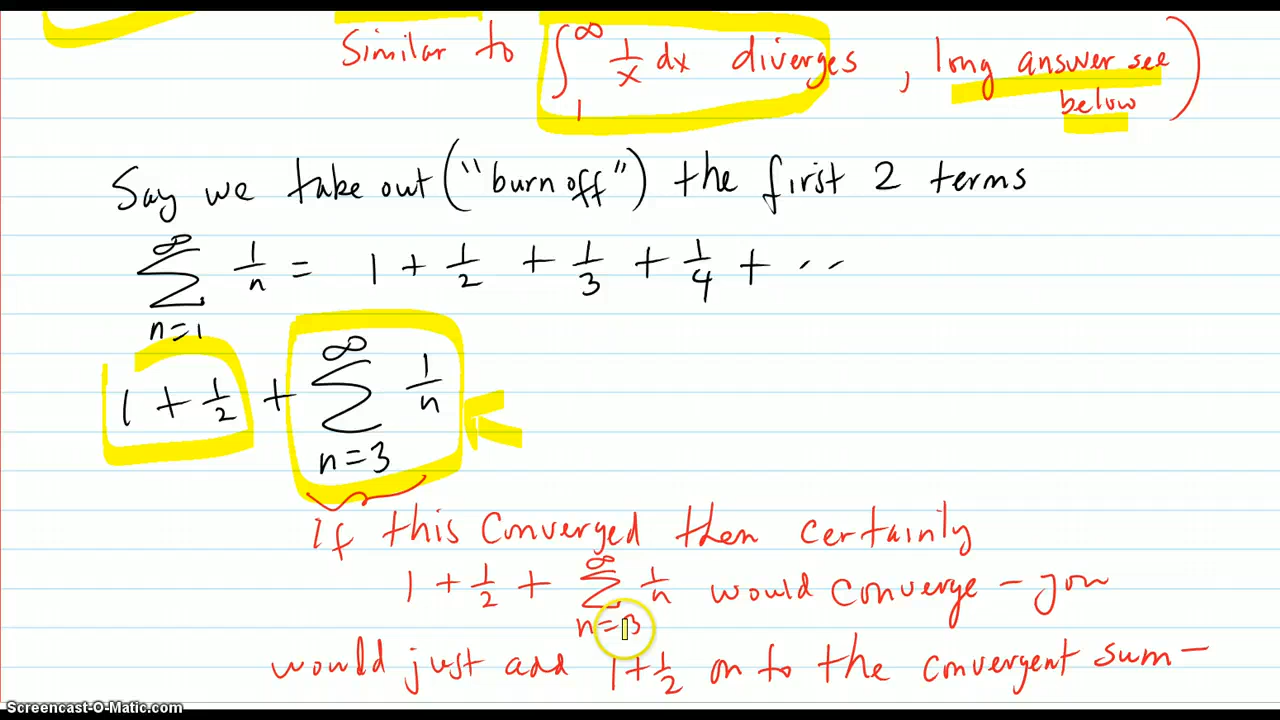 Similar to ∫₁^∞ 1/x dx diverges, long answer see
below)
Say we take out ("burn off") the first 2 terms
∑_{n=1}^∞ 1/n = 1 + 1/2 + 1/3 + 1/4 + ...
1 + 1/2 + ∑_{n=3}^∞ 1/n
If this converged then certainly
1 + 1/2 + ∑_{n=3}^∞ 1/n would converge – you
would just add 1 + 1/2 on to the convergent sum –
Screencast-O-Matic.com